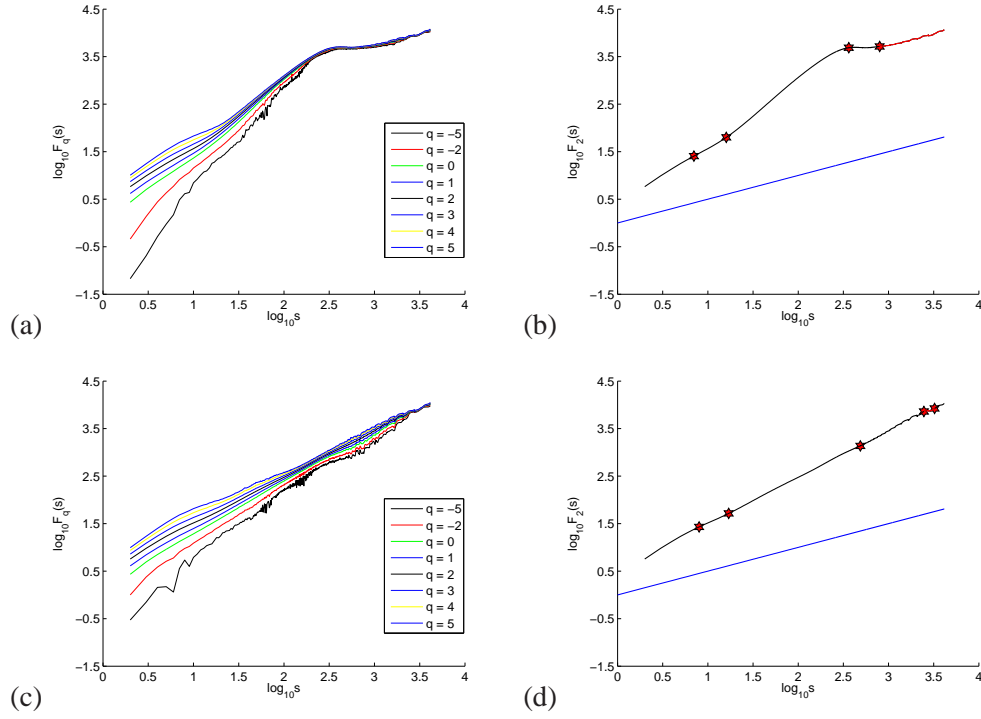 4.5
3.5
2.5
1.5
0.5
−0.5
−1.5
log10Fq(s)
0 0.5 1 1.5 2 2.5 3 3.5 4
log10s
q = −5
q = −2
q = 0
q = 1
q = 2
q = 3
q = 4
q = 5
(a)
4.5
3.5
2.5
1.5
0.5
−0.5
−1.5
log10F2(s)
0 0.5 1 1.5 2 2.5 3 3.5 4
log10s
(b)
4.5
3.5
2.5
1.5
0.5
−0.5
−1.5
log10Fq(s)
0 0.5 1 1.5 2 2.5 3 3.5 4
log10s
q = −5
q = −2
q = 0
q = 1
q = 2
q = 3
q = 4
q = 5
(c)
4.5
3.5
2.5
1.5
0.5
−0.5
−1.5
log10F2(s)
0 0.5 1 1.5 2 2.5 3 3.5 4
log10s
(d)